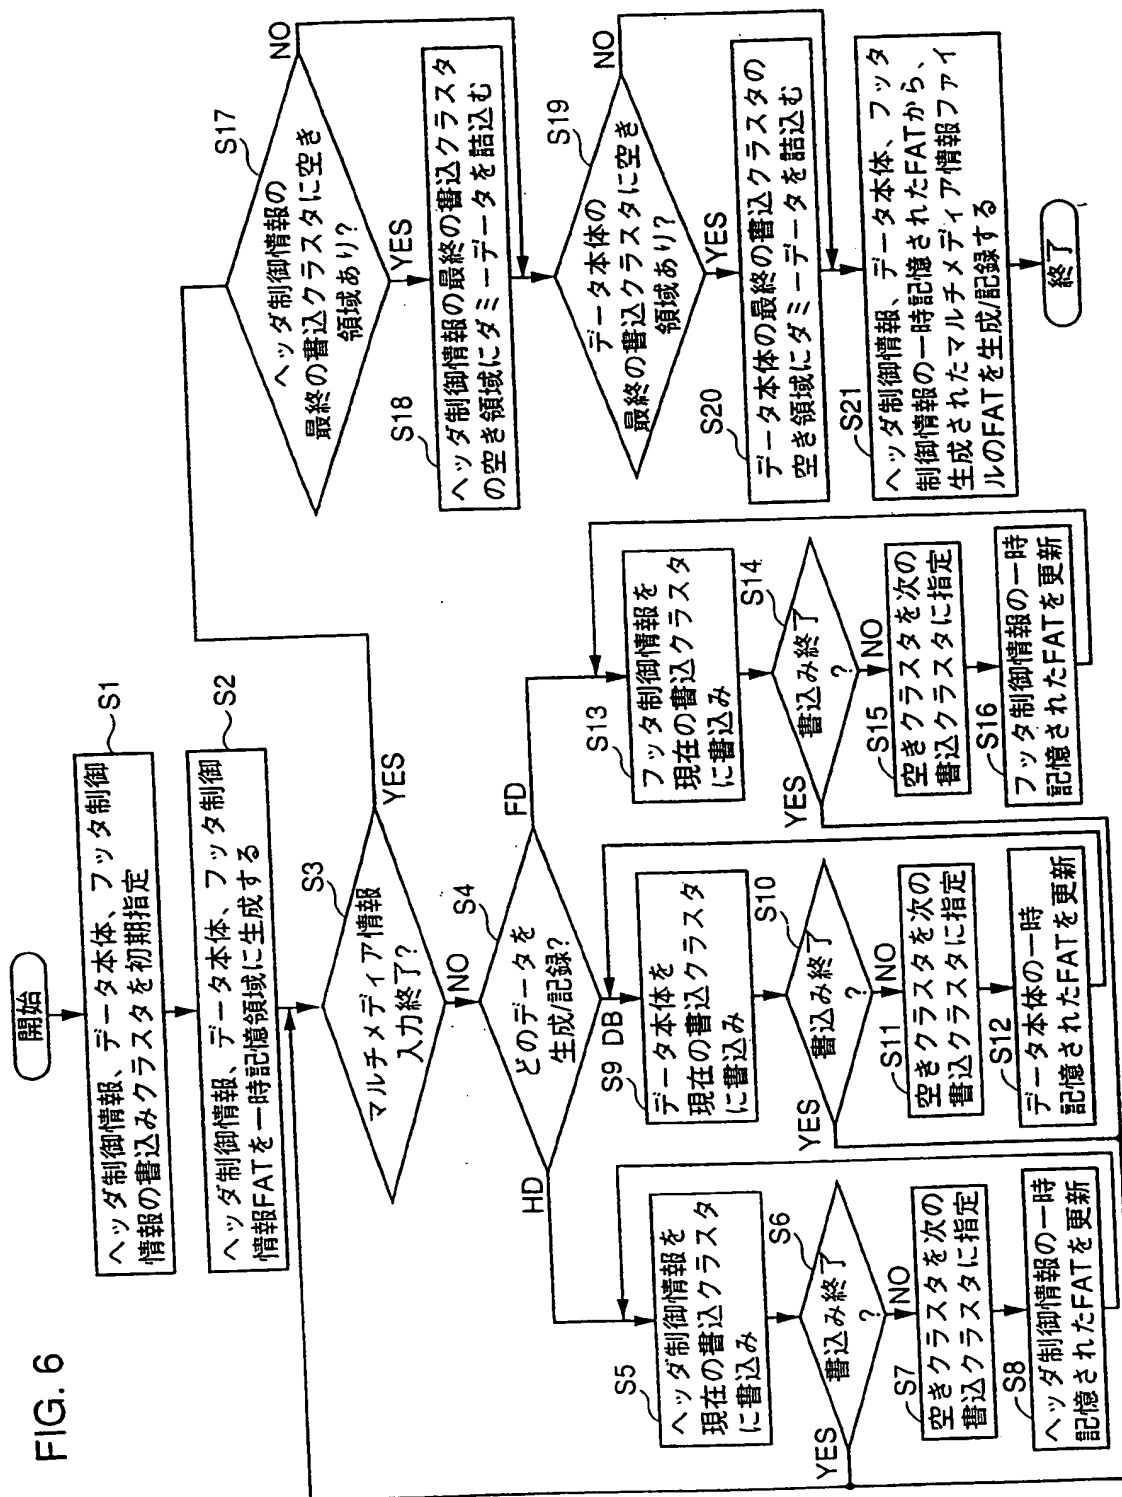 FIG. 6
開始
S1
ヘッダ制御情報、データ本体、フッタ制御
情報の書込みクラスタを初期指定
S2
ヘッダ制御情報、データ本体、フッタ制御
情報FATを一時記憶領域に生成する
S3
マルチメディア情報
入力終了?
YES
NO
S4
どのデータを
生成/記録?
HD
DB
FD
S5
ヘッダ制御情報を
現在の書込クラスタ
に書込み
S6
書込み終了
?
YES
NO
S7
空きクラスタを次の
書込クラスタに指定
S8
ヘッダ制御情報の一時
記憶されたFATを更新
S9
データ本体を
現在の書込クラスタ
に書込み
S10
書込み終了
?
YES
NO
S11
空きクラスタを次の
書込クラスタに指定
S12
データ本体の一時
記憶されたFATを更新
S13
フッタ制御情報を
現在の書込クラスタ
に書込み
S14
書込み終了
?
YES
NO
S15
空きクラスタを次の
書込クラスタに指定
S16
フッタ制御情報の一時
記憶されたFATを更新
S17
ヘッダ制御情報の
最終の書込クラスタに空き
領域あり?
NO
YES
S18
ヘッダ制御情報の最終の書込クラスタ
の空き領域にダミーデータを詰込む
S19
データ本体の
最終の書込クラスタに空き
領域あり?
NO
YES
S20
データ本体の最終の書込クラスタの
空き領域にダミーデータを詰込む
S21
ヘッダ制御情報、データ本体、フッタ
制御情報の一時記憶されたFATから、
生成されたマルチメディア情報ファイ
ルのFATを生成/記録する
終了